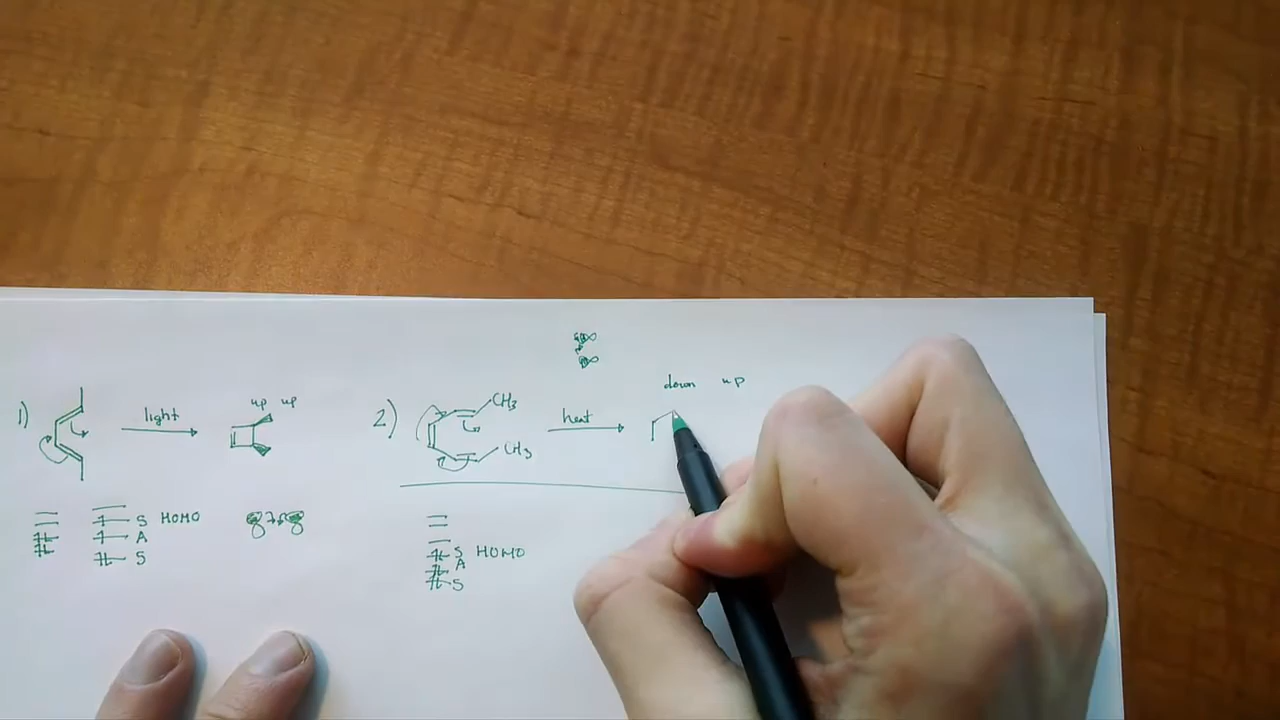 down up
up up
1) light
2) CH3 heat
CH3
S HOMO
A
S
S HOMO
A
S